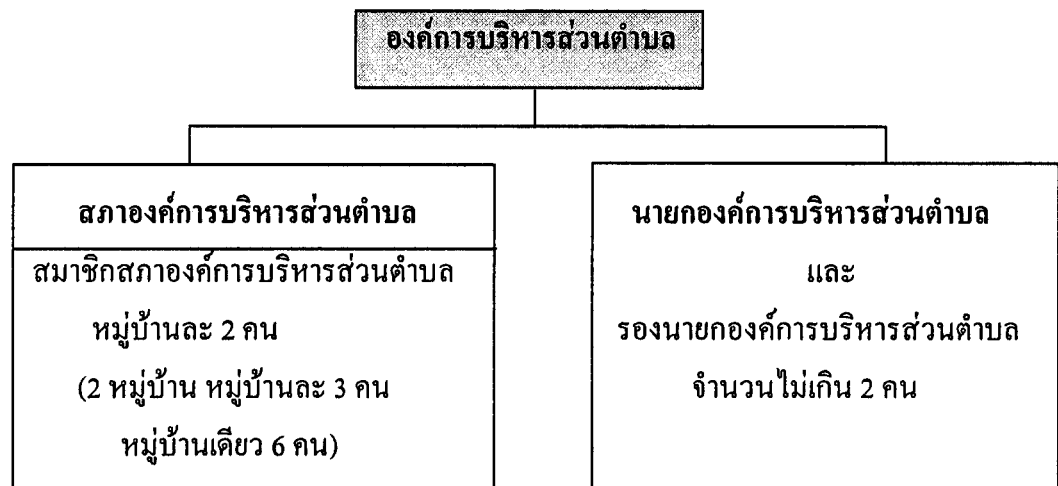 องค์การบริหารส่วนตำบล
สภาองค์การบริหารส่วนตำบล
สมาชิกสภาองค์การบริหารส่วนตำบล
หมู่บ้านละ 2 คน
(2 หมู่บ้าน หมู่บ้านละ 3 คน
หมู่บ้านเดียว 6 คน)
นายกองค์การบริหารส่วนตำบล
และ
รองนายกองค์การบริหารส่วนตำบล
จำนวนไม่เกิน 2 คน